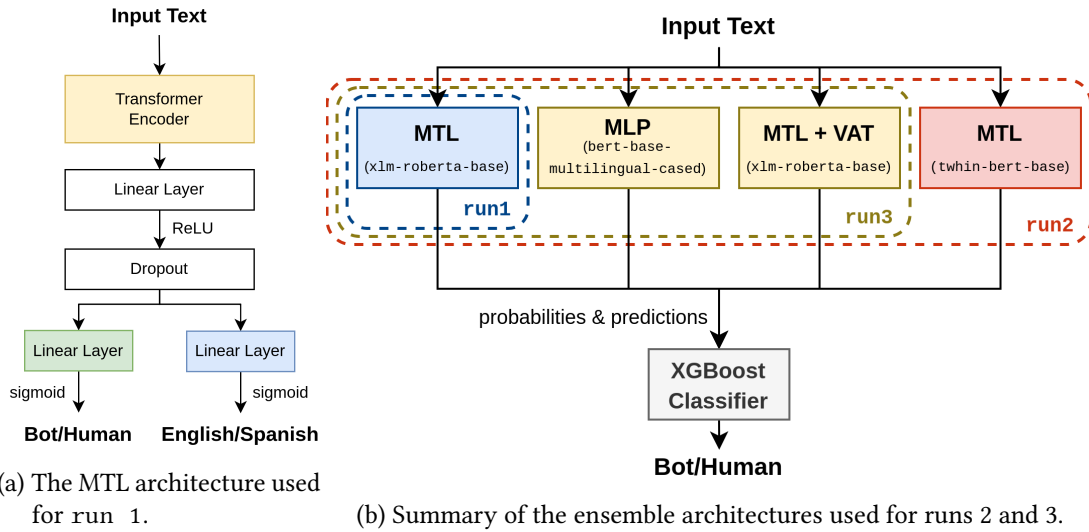 Input Text
Transformer
Encoder
Linear Layer
ReLU
Dropout
Linear Layer
Linear Layer
sigmoid
sigmoid
Bot/Human
English/Spanish
(a) The MTL architecture used
for run 1.
Input Text
MTL
(xlm-roberta-base)
MLP
(bert-base-
multilingual-cased)
MTL + VAT
(xlm-roberta-base)
MTL
(twhin-bert-base)
run1
run3
run2
probabilities & predictions
XGBoost
Classifier
Bot/Human
(b) Summary of the ensemble architectures used for runs 2 and 3.